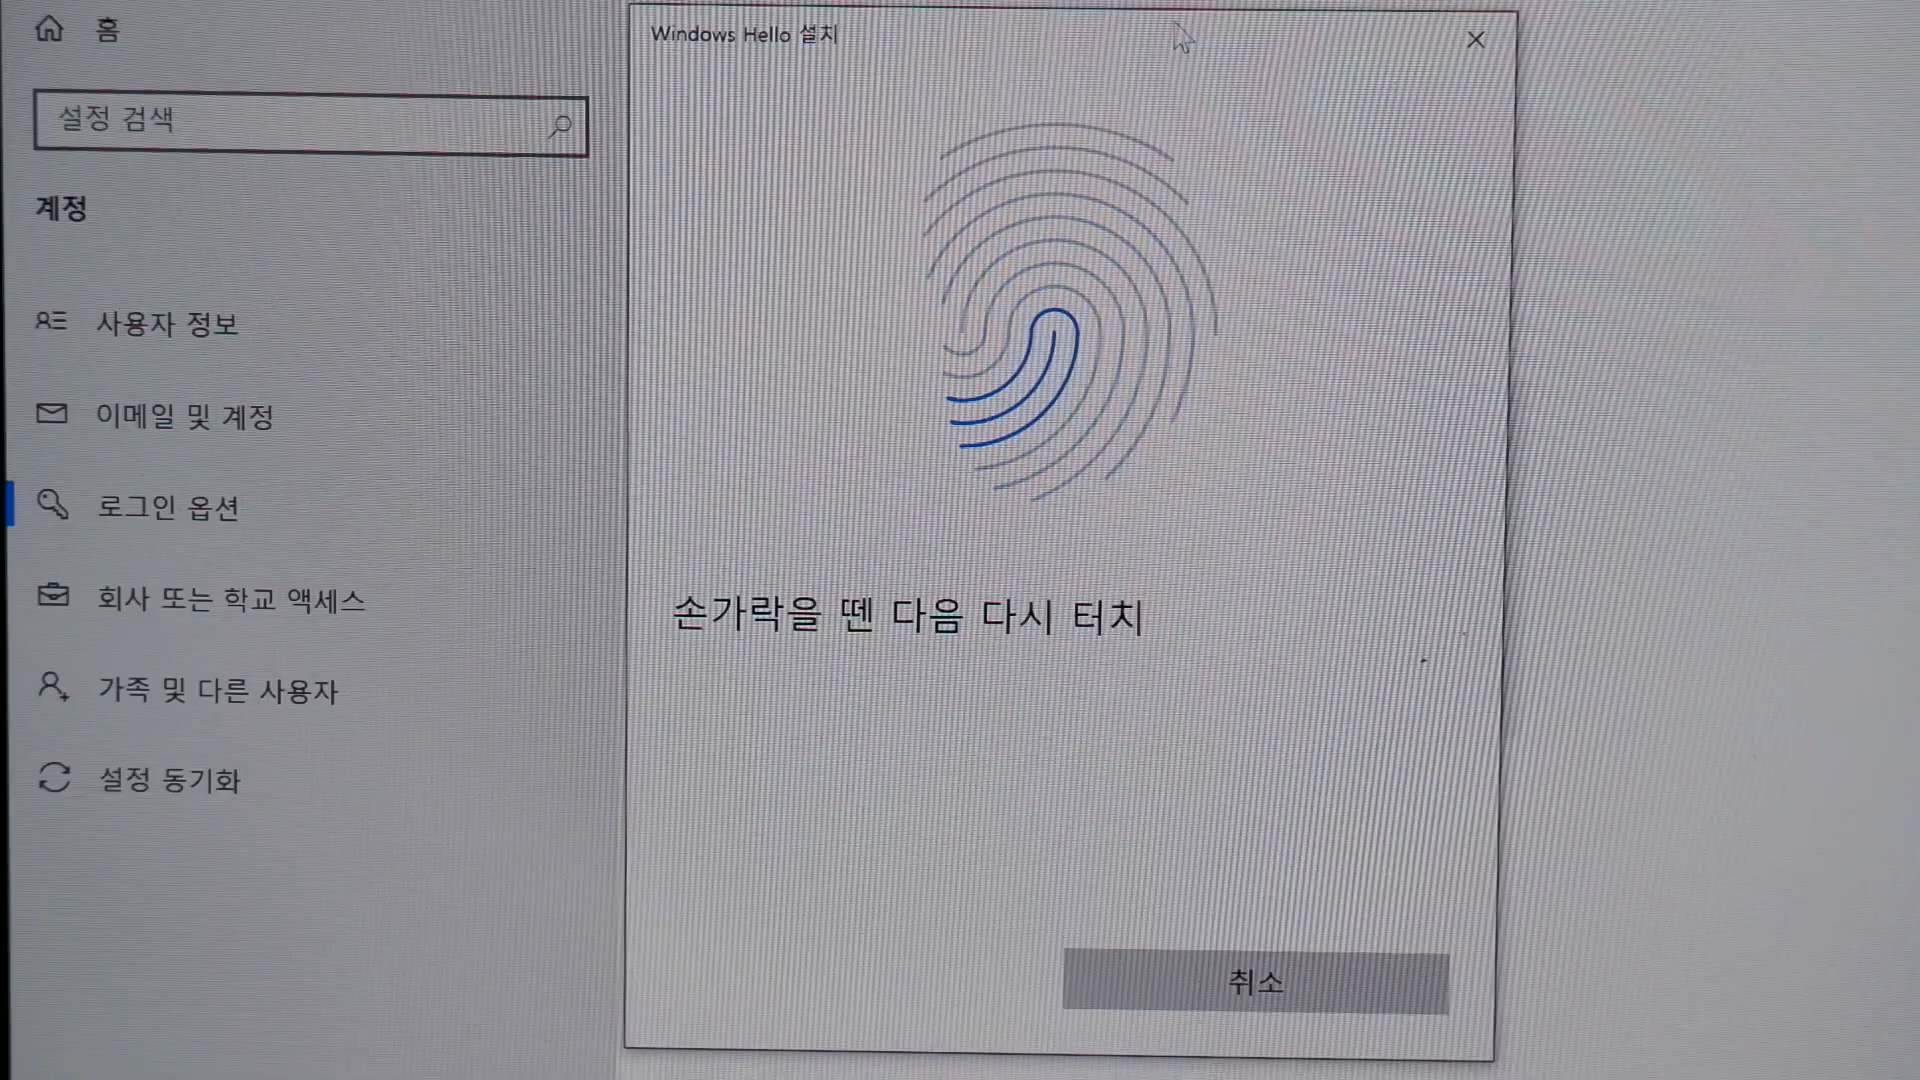 홈
설정 검색
계정
사용자 정보
이메일 및 계정
로그인 옵션
회사 또는 학교 액세스
가족 및 다른 사용자
설정 동기화
Windows Hello 설치
손가락을 뗀 다음 다시 터치
취소